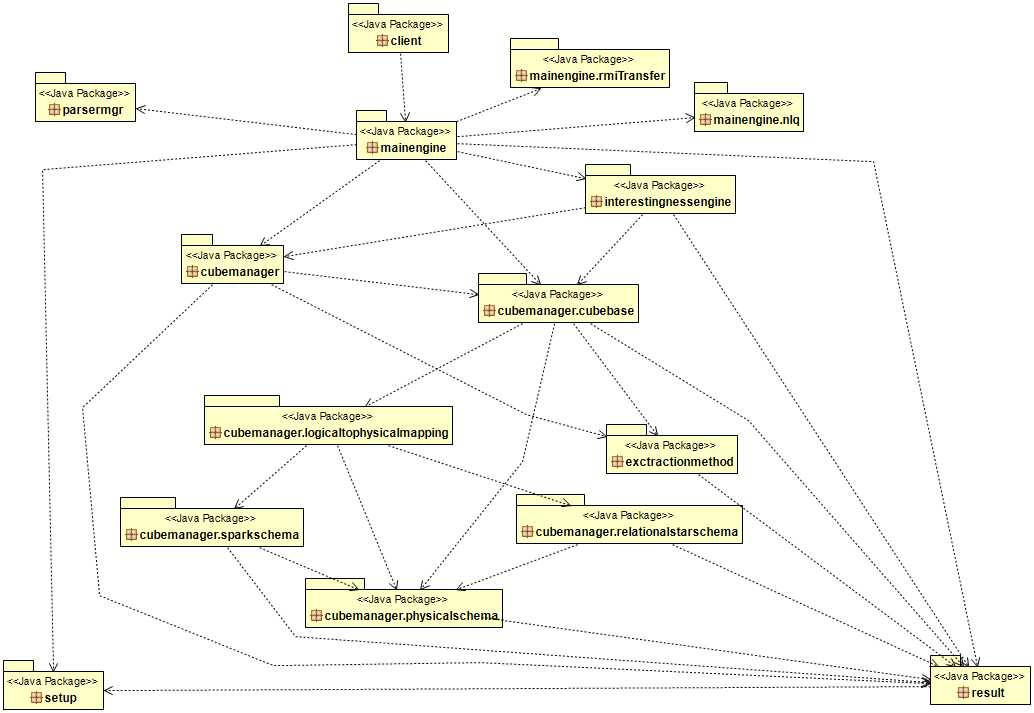 <<Java Package>>
client
<<Java Package>>
mainengine.rmiTransfer
<<Java Package>>
parsermgr
<<Java Package>>
mainengine.nlq
<<Java Package>>
mainengine
<<Java Package>>
interestingnessengine
<<Java Package>>
cubemanager
<<Java Package>>
cubemanager.cubebase
<<Java Package>>
cubemanager.logicaltophysicalmapping
<<Java Package>>
exctractionmethod
<<Java Package>>
cubemanager.sparkschema
<<Java Package>>
cubemanager.relationalstarschema
<<Java Package>>
cubemanager.physicalschema
<<Java Package>>
setup
<<Java Package>>
result